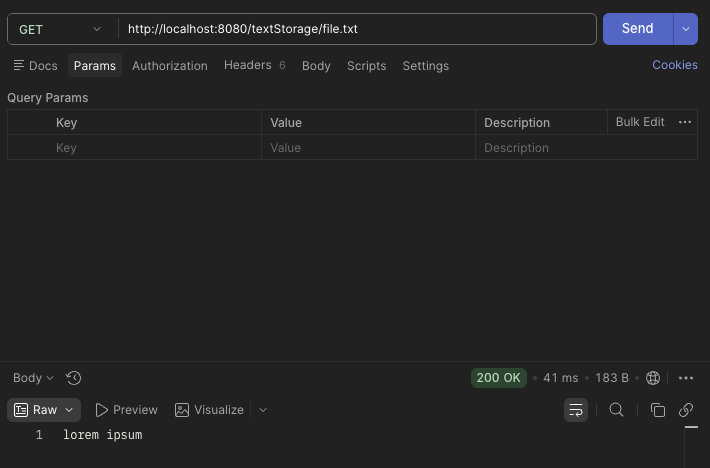 GET http://localhost:8080/textStorage/file.txt Send
Docs Params Authorization Headers 6 Body Scripts Settings Cookies
Query Params
Key Value Description Bulk Edit
Key Value Description
Body 200 OK 41 ms 183 B
Raw Preview Visualize
1 lorem ipsum